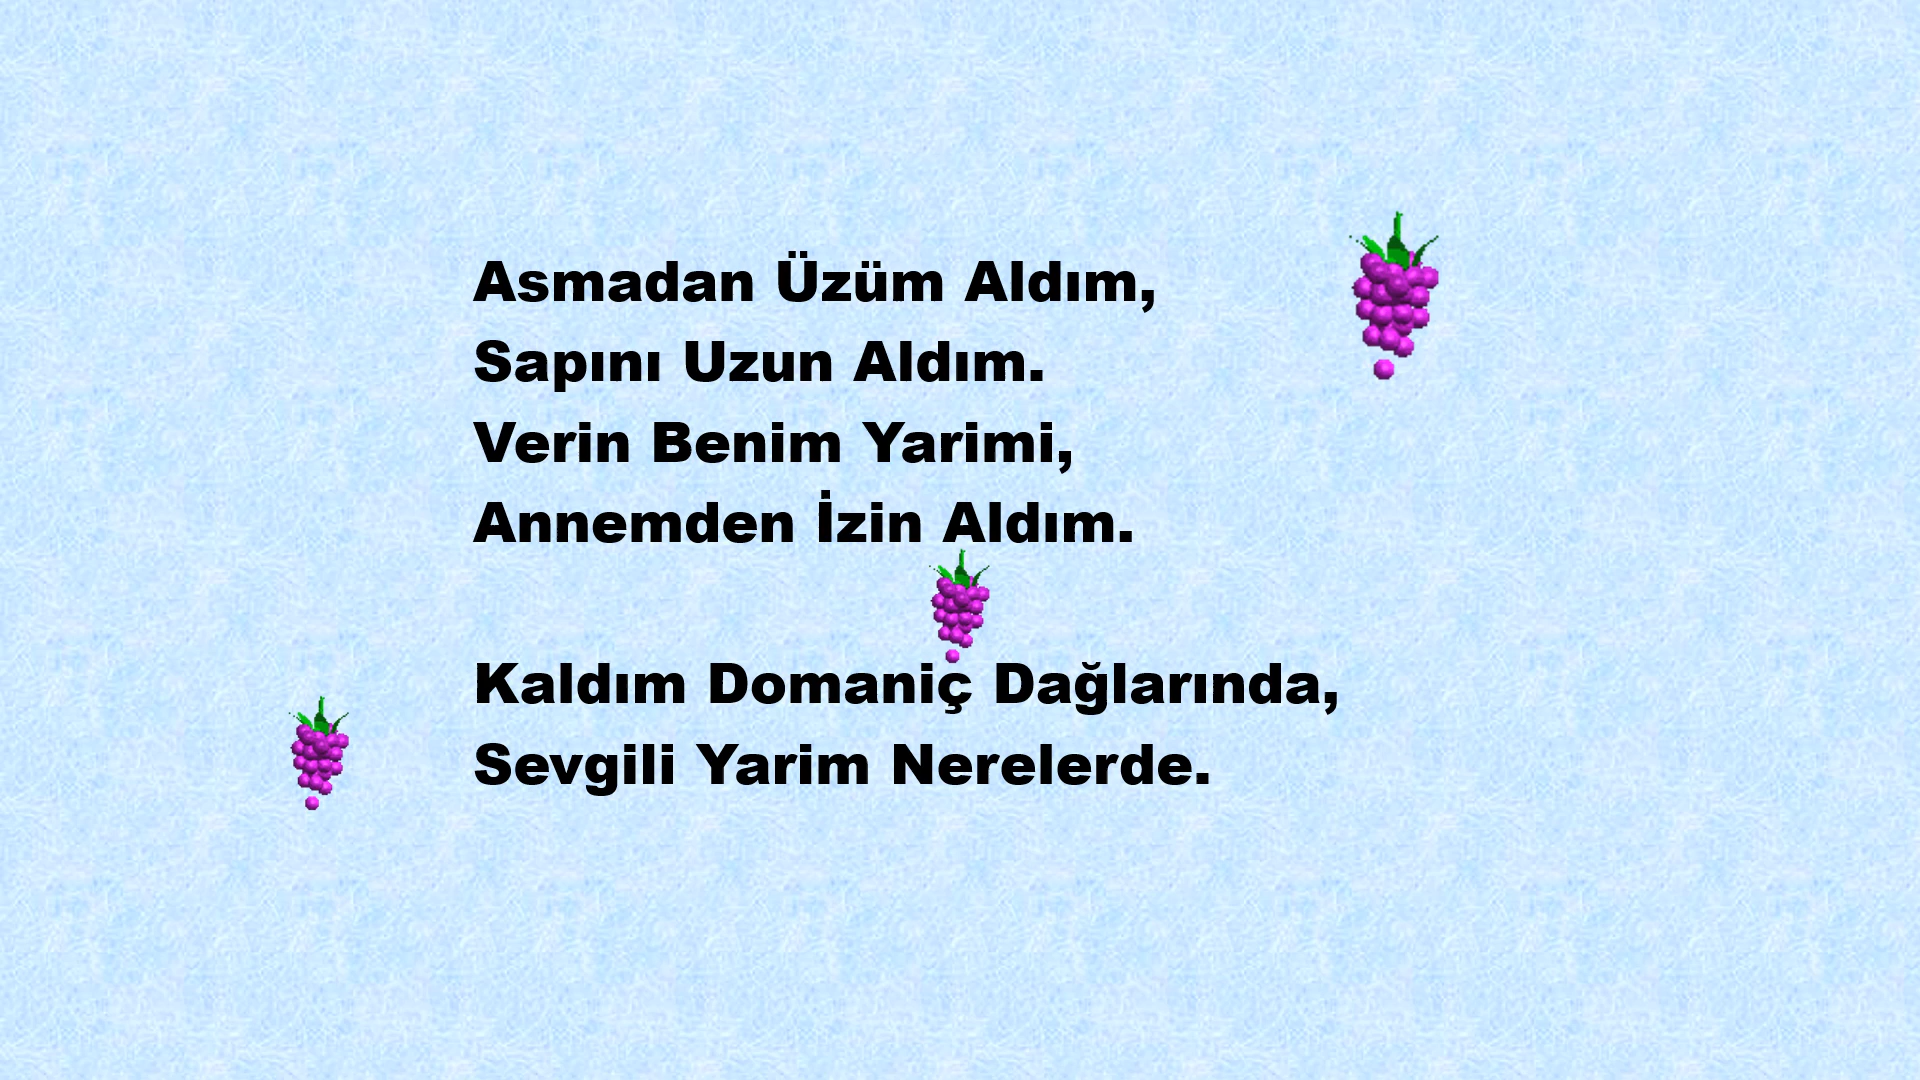 Asmadan Üzüm Aldım,
Sapını Uzun Aldım.
Verin Benim Yarimi,
Annemden İzin Aldım.
Kaldım Domaniç Dağlarında,
Sevgili Yarim Nerelerde.